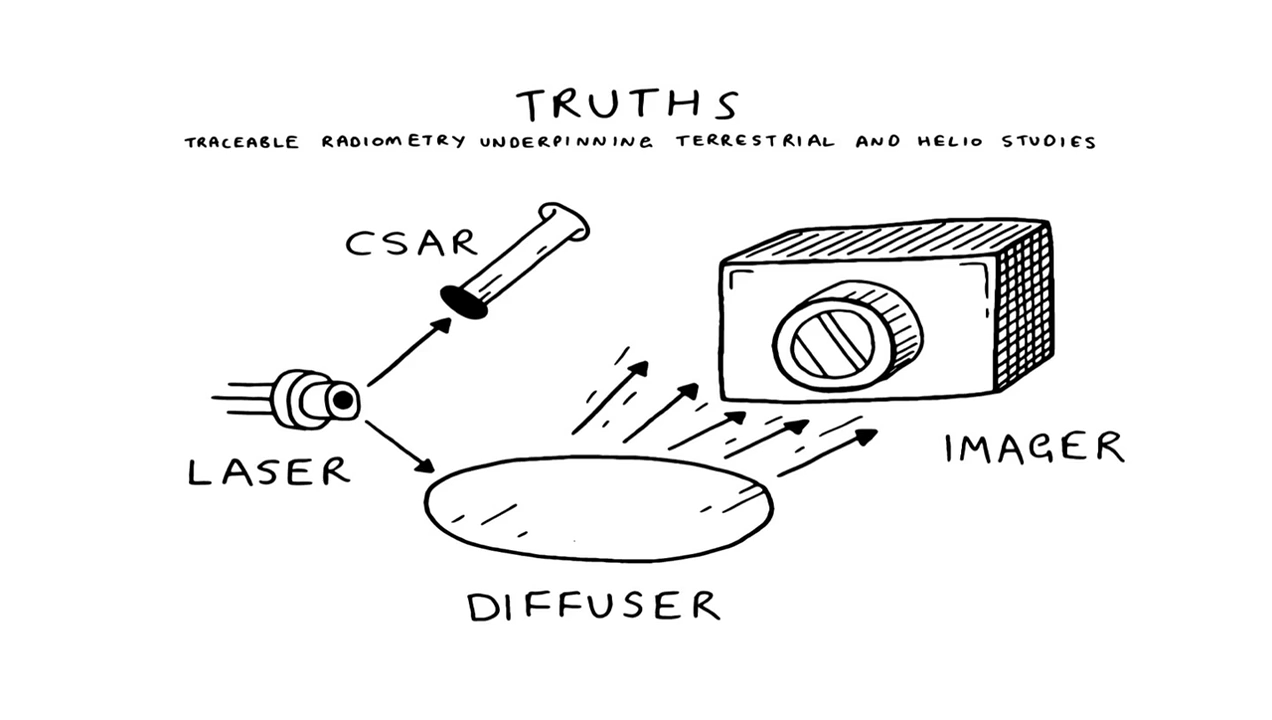 TRUTHS
TRACEABLE RADIOMETRY UNDERPINNING TERRESTRIAL AND HELIO STUDIES
CSAR
LASER
IMAGER
DIFFUSER